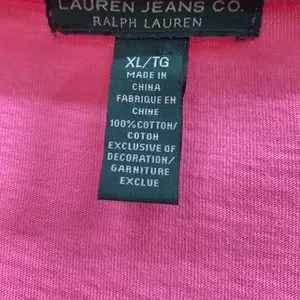 LAUREN JEANS CO.
RALPH LAUREN
XL/TG
MADE IN
CHINA
FABRIQUE EN
CHINE
100%COTTON/
COTON
EXCLUSIVE OF
DECORATION/
GARNITURE
EXCLUE